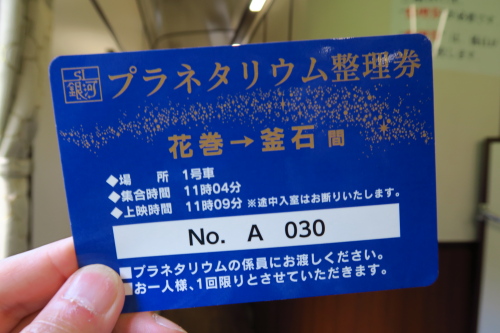 SL
銀河
プラネタリウム整理券
花巻→釜石 間
◆場　所　1号車
◆集合時間　11時04分
◆上映時間　11時09分 ※途中入室はお断りいたします。
No. A 030
■プラネタリウムの係員にお渡しください。
■お一人様、1回限りとさせていただきます。